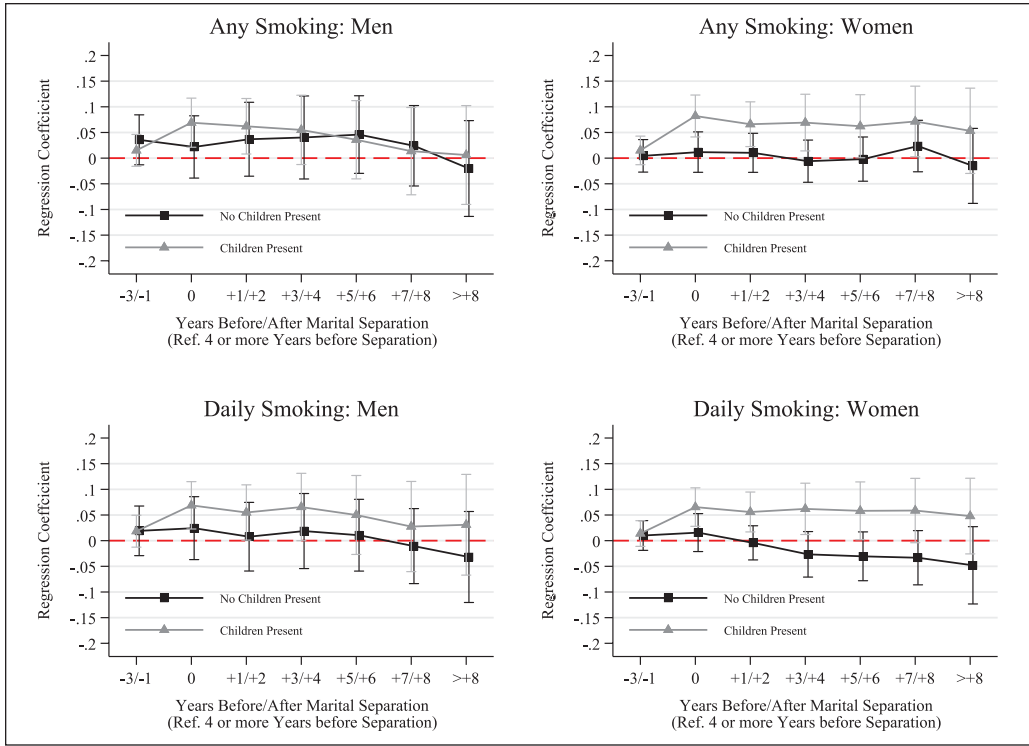 Any Smoking: Men
Regression Coeffcient
.2
.15
.1
.05
0
-.05
-.1
-.15
-.2
No Children Present
Children Present
-3/-1 0 +1/+2 +3/+4 +5/+6 +7/+8 >+8
Years Before/After Marital Separation
(Ref. 4 or more Years before Separation)
Any Smoking: Women
Regression Coefficient
.2
.15
.1
.05
0
-.05
-.1
-.15
-.2
No Children Present
Children Present
-3/-1 0 +1/+2 +3/+4 +5/+6 +7/+8 >+8
Years Before/After Marital Separation
(Ref. 4 or more Years before Separation)
Daily Smoking: Men
Regression Coeffcicient
.2
.15
.1
.05
0
-.05
-.1
-.15
-.2
No Children Present
Children Present
-3/-1 0 +1/+2 +3/+4 +5/+6 +7/+8 >+8
Years Before/After Marital Separation
(Ref. 4 or more Years before Separation)
Daily Smoking: Women
Regression Coefficient
.2
.15
.1
.05
0
-.05
-.1
-.15
-.2
No Children Present
Children Present
-3/-1 0 +1/+2 +3/+4 +5/+6 +7/+8 >+8
Years Before/After Marital Separation
(Ref. 4 or more Years before Separation)